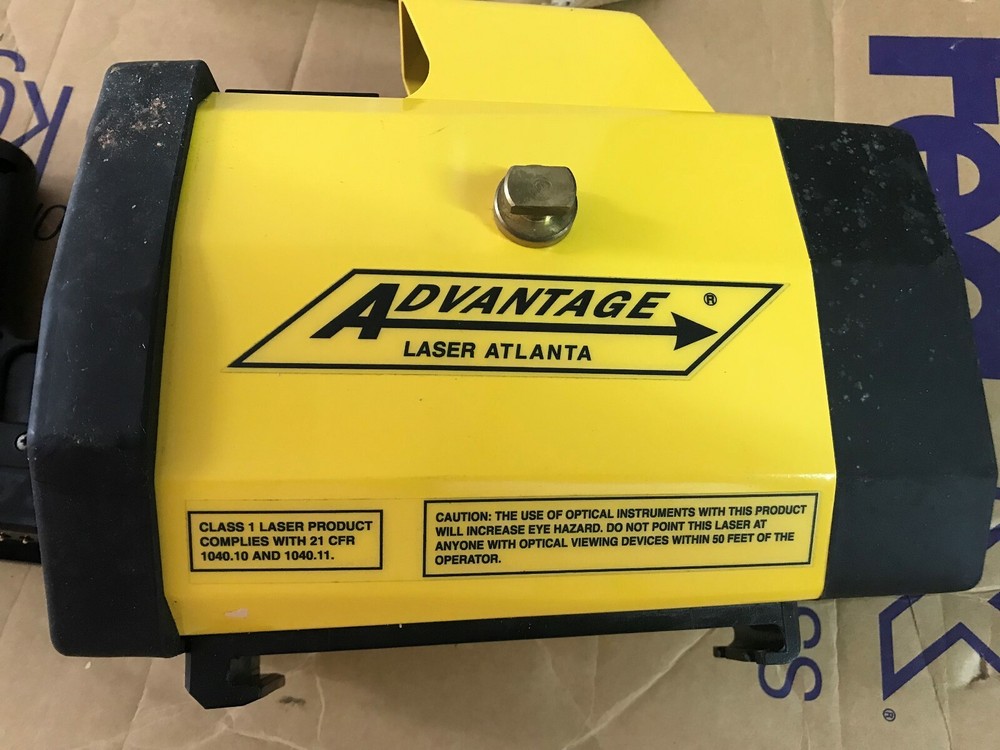 ADVANTAGE ®
LASER ATLANTA
CLASS 1 LASER PRODUCT
COMPLIES WITH 21 CFR
1040.10 AND 1040.11.
CAUTION: THE USE OF OPTICAL INSTRUMENTS WITH THIS PRODUCT
WILL INCREASE EYE HAZARD. DO NOT POINT THIS LASER AT
ANYONE WITH OPTICAL VIEWING DEVICES WITHIN 50 FEET OF THE
OPERATOR.